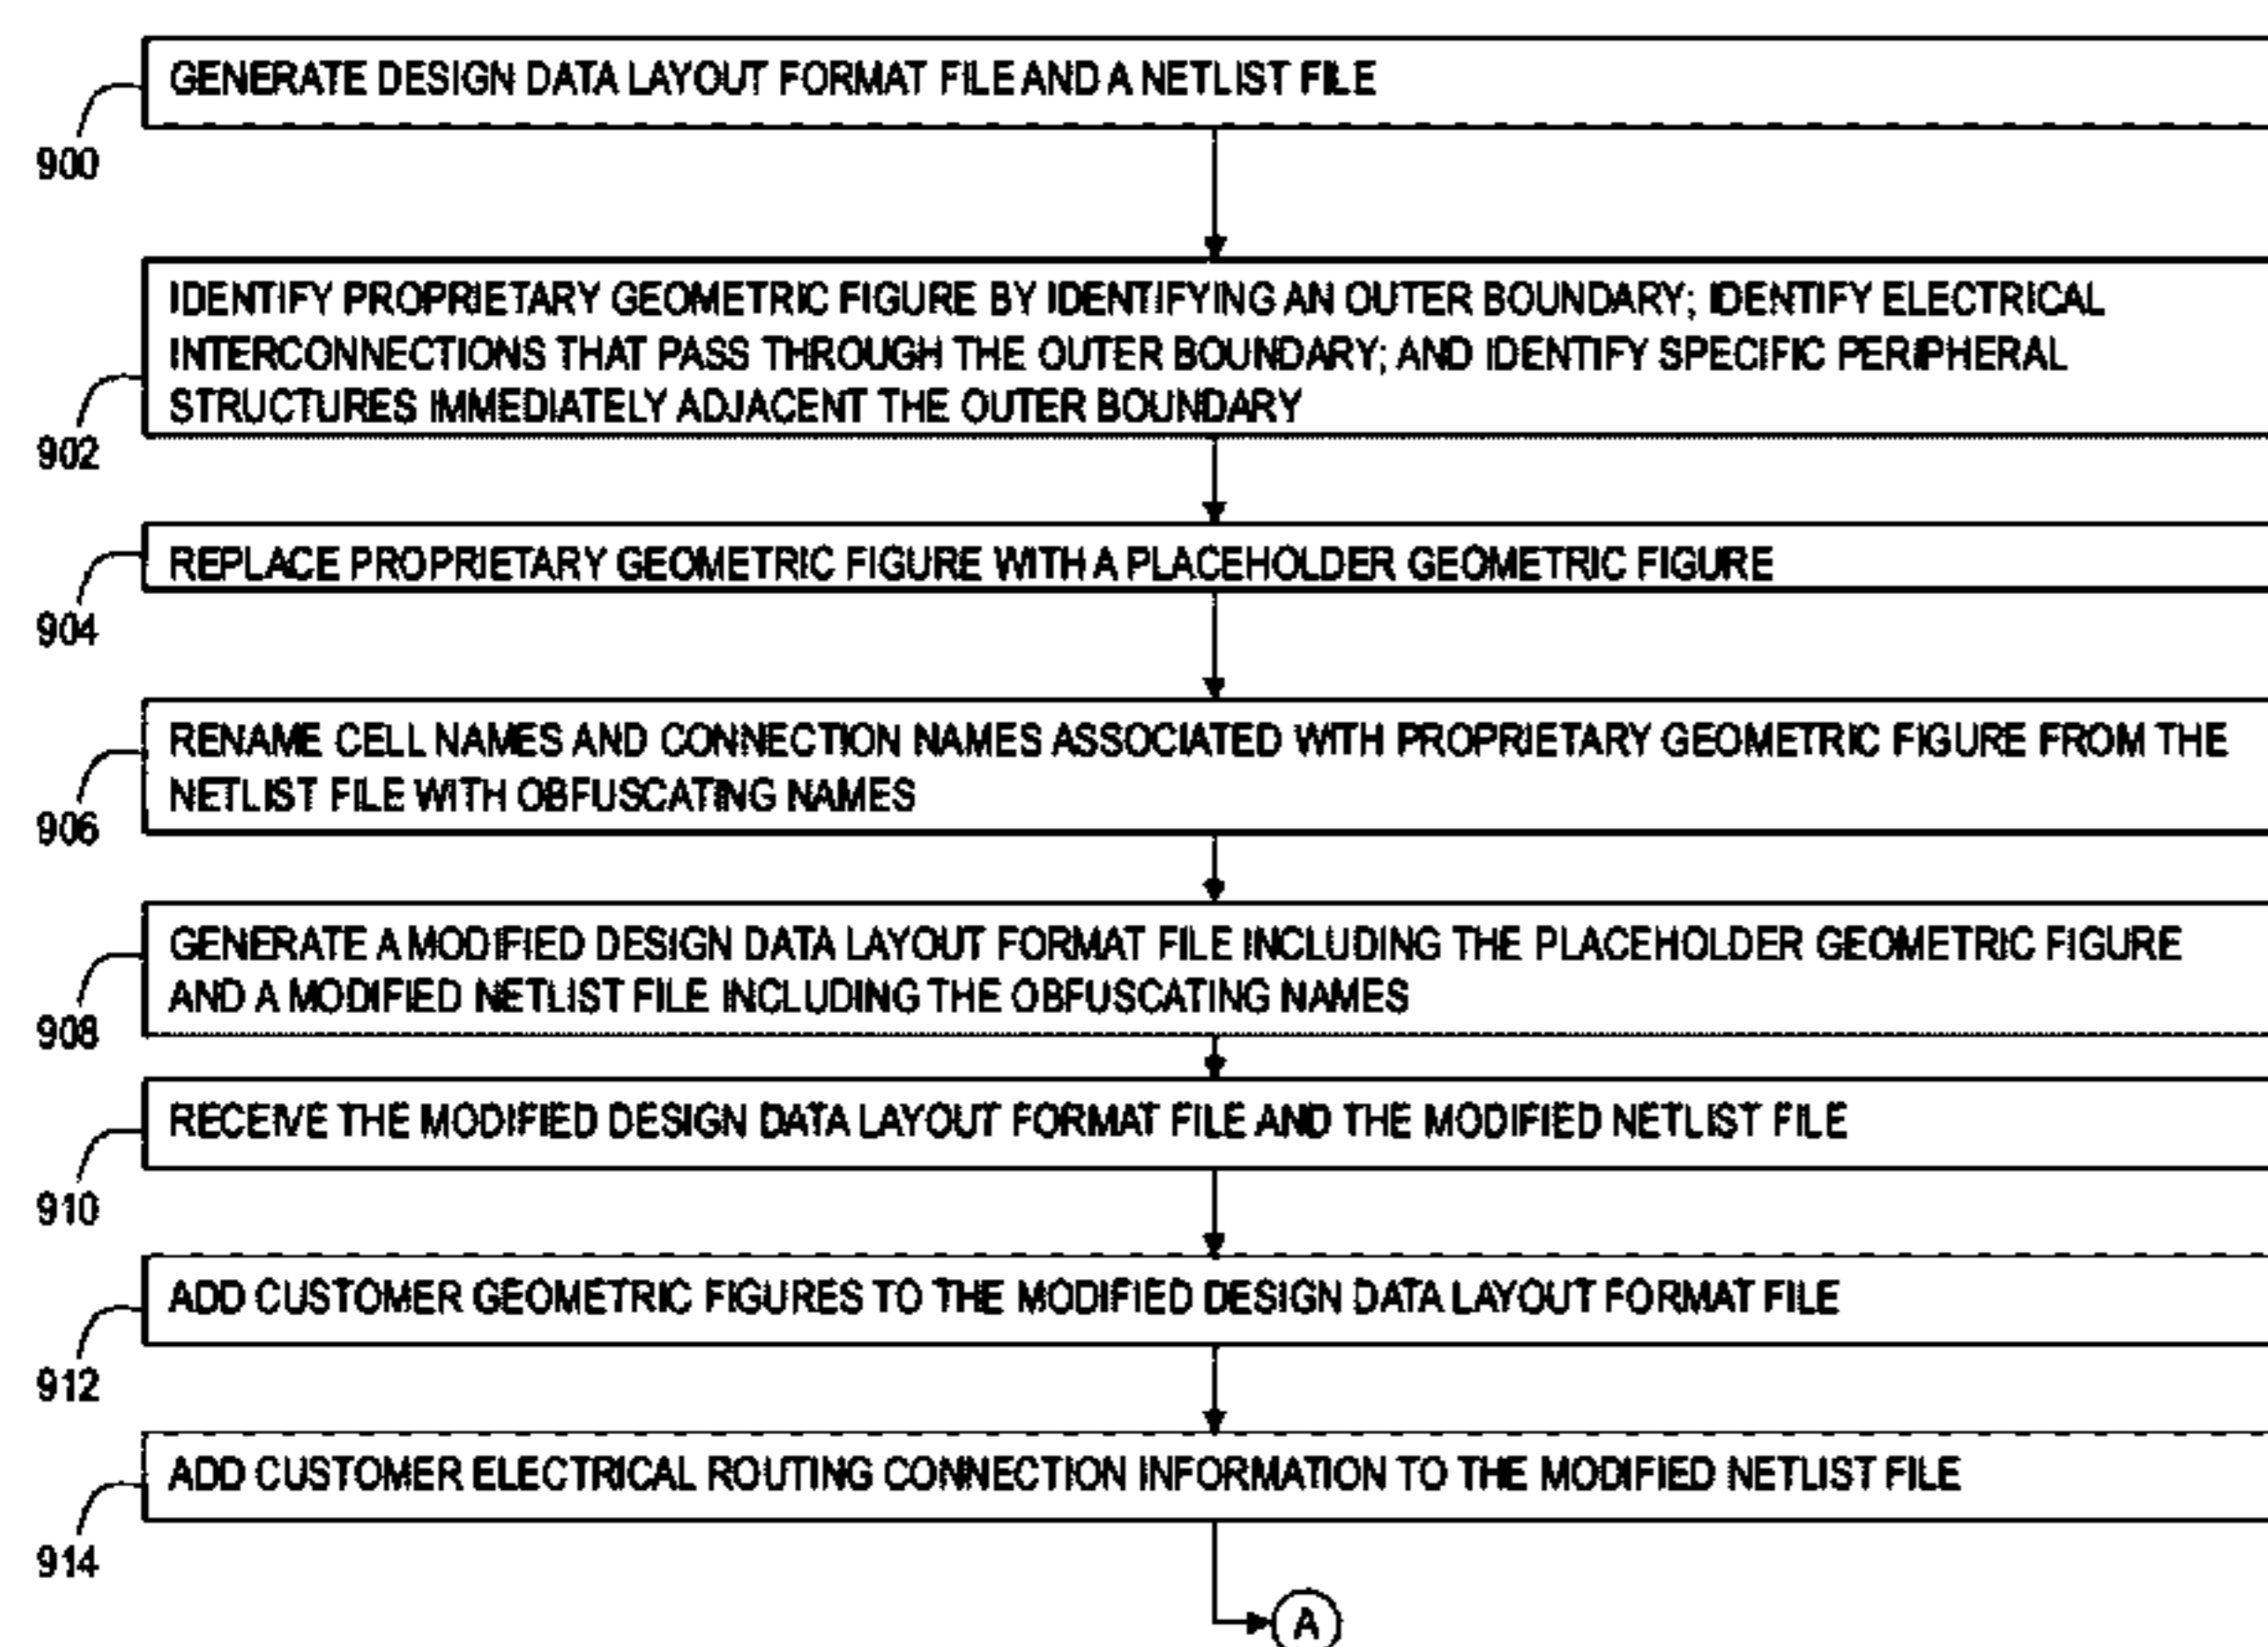 GENERATE DESIGN DATA LAYOUT FORMAT FILE AND A NETLIST FILE
900
IDENTIFY PROPRIETARY GEOMETRIC FIGURE BY IDENTIFYING AN OUTER BOUNDARY; IDENTIFY ELECTRICAL
INTERCONNECTIONS THAT PASS THROUGH THE OUTER BOUNDARY; AND IDENTIFY SPECIFIC PERIPHERAL
STRUCTURES IMMEDIATELY ADJACENT THE OUTER BOUNDARY
902
REPLACE PROPRIETARY GEOMETRIC FIGURE WITH A PLACEHOLDER GEOMETRIC FIGURE
904
RENAME CELL NAMES AND CONNECTION NAMES ASSOCIATED WITH PROPRIETARY GEOMETRIC FIGURE FROM THE
NETLIST FILE WITH OBFUSCATING NAMES
906
GENERATE A MODIFIED DESIGN DATA LAYOUT FORMAT FILE INCLUDING THE PLACEHOLDER GEOMETRIC FIGURE
AND A MODIFIED NETLIST FILE INCLUDING THE OBFUSCATING NAMES
908
RECEIVE THE MODIFIED DESIGN DATA LAYOUT FORMAT FILE AND THE MODIFIED NETLIST FILE
910
ADD CUSTOMER GEOMETRIC FIGURES TO THE MODIFIED DESIGN DATA LAYOUT FORMAT FILE
912
ADD CUSTOMER ELECTRICAL ROUTING CONNECTION INFORMATION TO THE MODIFIED NETLIST FILE
914
A